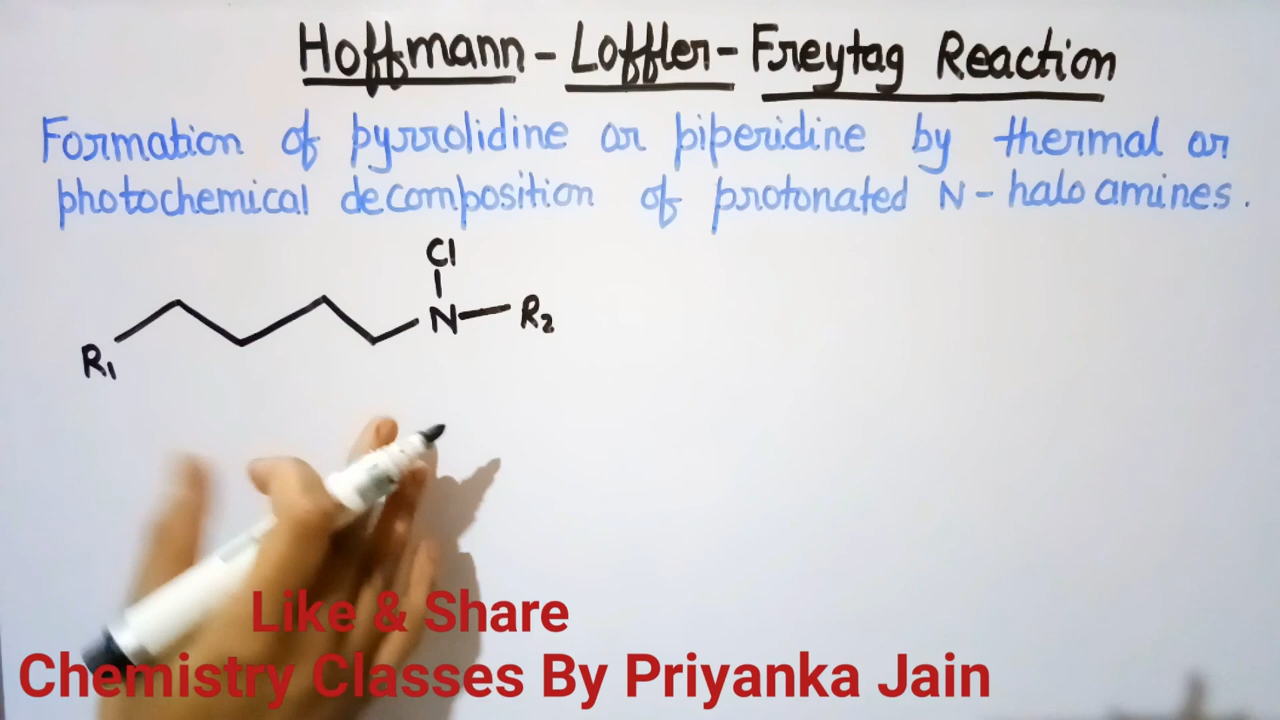 Hoffmann - Loffler - Freytag Reaction
Formation of pyrrolidine or piperidine by thermal or
photochemical decomposition of protonated N - halo amines.
Cl
N
R2
R1
Like & Share
Chemistry Classes By Priyanka Jain